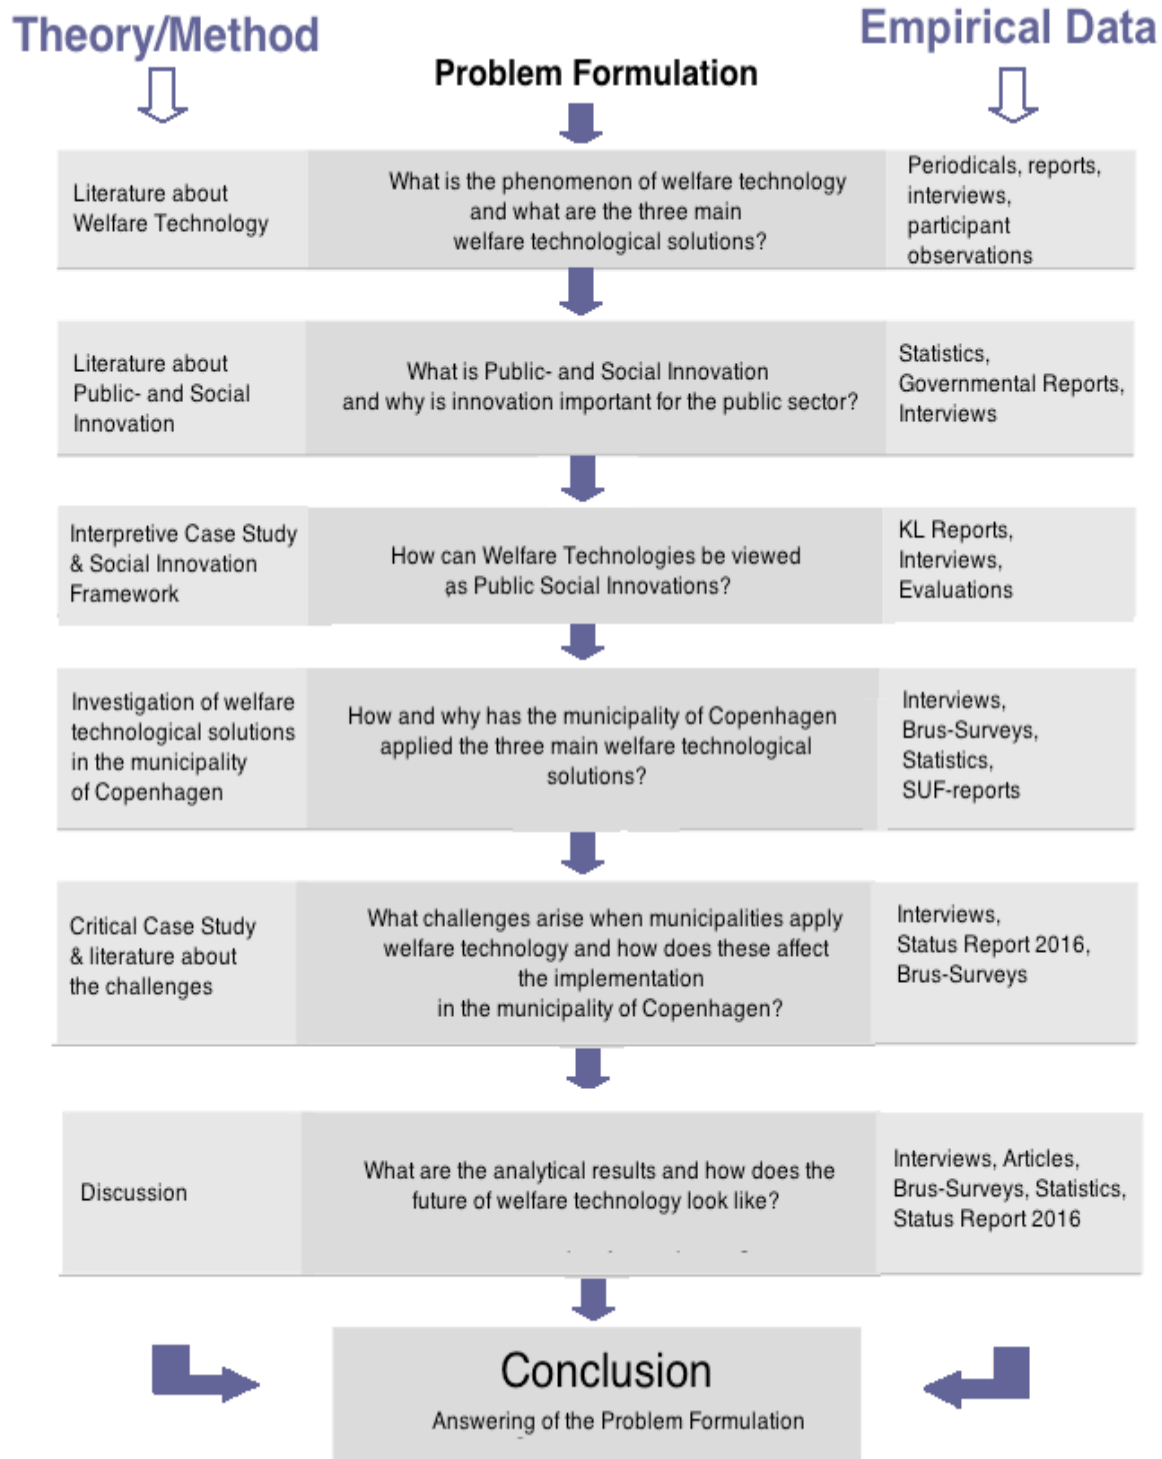 Theory/Method
Problem Formulation
Empirical Data
Literature about
Welfare Technology
What is the phenomenon of welfare technology
and what are the three main
welfare technological solutions?
Periodicals, reports,
interviews,
participant
observations
Literature about
Public- and Social
Innovation
What is Public- and Social Innovation
and why is innovation important for the public sector?
Statistics,
Governmental Reports,
Interviews
Interpretive Case Study
& Social Innovation
Framework
How can Welfare Technologies be viewed
as Public Social Innovations?
KL Reports,
Interviews,
Evaluations
Investigation of welfare
technological solutions
in the municipality
of Copenhagen
How and why has the municipality of Copenhagen
applied the three main welfare technological
solutions?
Interviews,
Brus-Surveys,
Statistics,
SUF-reports
Critical Case Study
& literature about
the challenges
What challenges arise when municipalities apply
welfare technology and how does these affect
the implementation
in the municipality of Copenhagen?
Interviews,
Status Report 2016,
Brus-Surveys
Discussion
What are the analytical results and how does the
future of welfare technology look like?
Interviews, Articles,
Brus-Surveys, Statistics,
Status Report 2016
Conclusion
Answering of the Problem Formulation